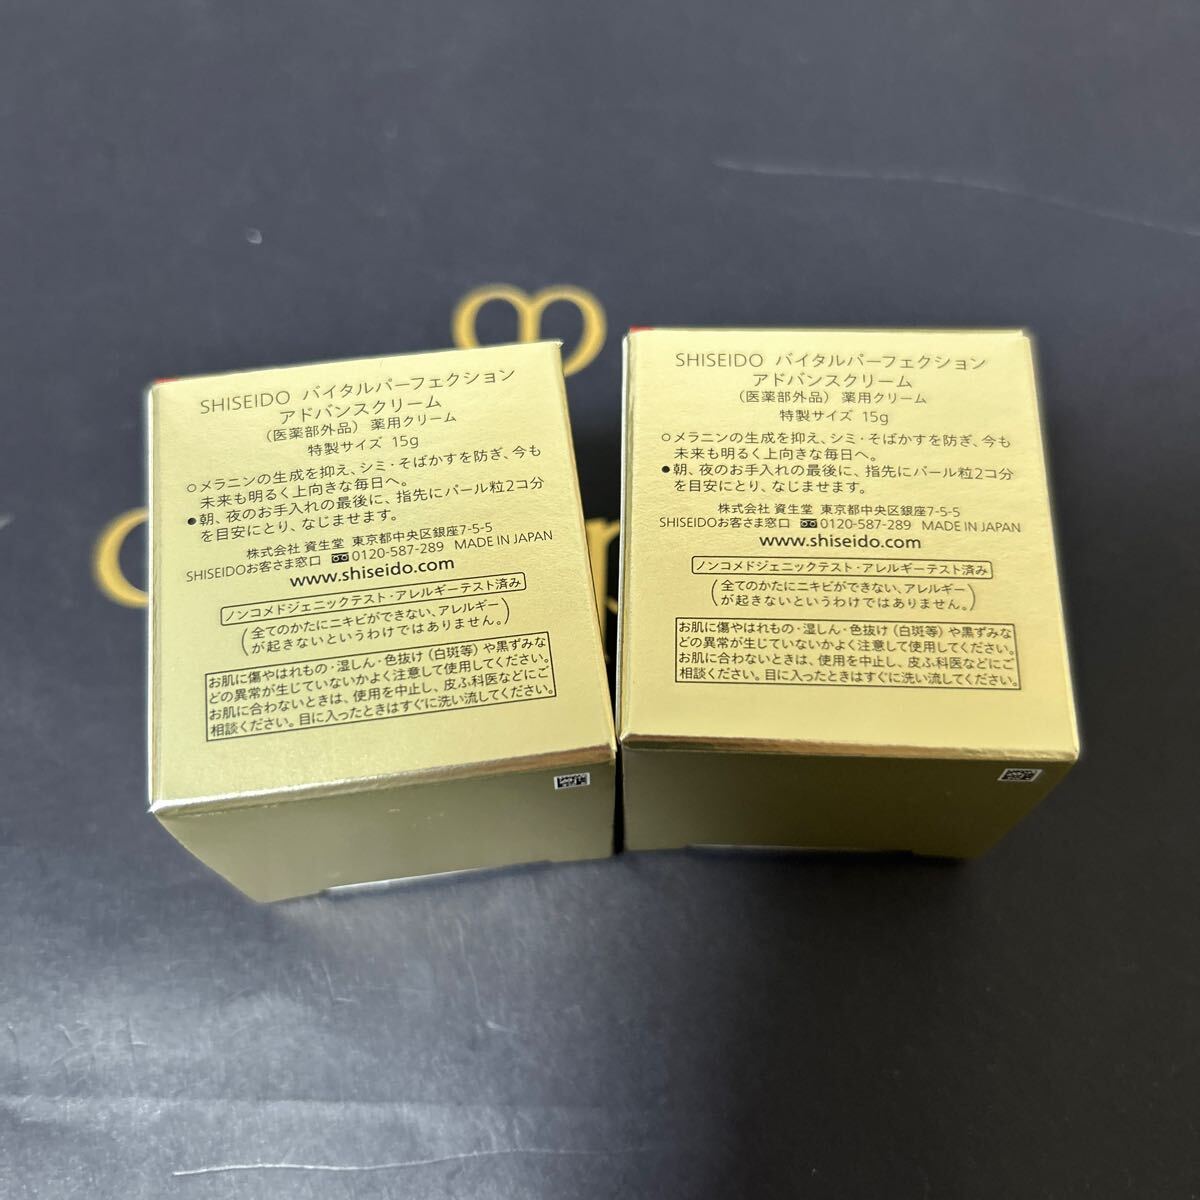 SHISEIDO バイタルパーフェクション
アドバンスクリーム
(医薬部外品) 薬用クリーム
特製サイズ 15g
○メラニンの生成を抑え、シミ・そばかすを防ぎ、今も
未来も明るく上向きな毎日へ。
●朝、夜のお手入れの最後に、指先にパール粒2コ分
を目安にとり、なじませます。
株式会社 資生堂 東京都中央区銀座7-5-5
SHISEIDOお客さま窓口 0120-587-289 MADE IN JAPAN
www.shiseido.com
ノンコメドジェニックテスト・アレルギーテスト済み
(全てのかたにニキビができない、アレルギー
が起きないというわけではありません。)
お肌に傷やはれもの・湿しん・色抜け(白斑等)や黒ずみな
どの異常が生じていないかよく注意して使用してください。
お肌に合わないときは、使用を中止し、皮ふ科医などにご
相談ください。目に入ったときはすぐに洗い流してください。
SHISEIDO バイタルパーフェクション
アドバンスクリーム
(医薬部外品) 薬用クリーム
特製サイズ 15g
○メラニンの生成を抑え、シミ・そばかすを防ぎ、今も
未来も明るく上向きな毎日へ。
●朝、夜のお手入れの最後に、指先にパール粒2コ分
を目安にとり、なじませます。
株式会社 資生堂 東京都中央区銀座7-5-5
SHISEIDOお客さま窓口 0120-587-289 MADE IN JAPAN
www.shiseido.com
ノンコメドジェニックテスト・アレルギーテスト済み
(全てのかたにニキビができない、アレルギー
が起きないというわけではありません。)
お肌に傷やはれもの・湿しん・色抜け(白斑等)や黒ずみな
どの異常が生じていないかよく注意して使用してください。
お肌に合わないときは、使用を中止し、皮ふ科医などにご
相談ください。目に入ったときはすぐに洗い流してください。